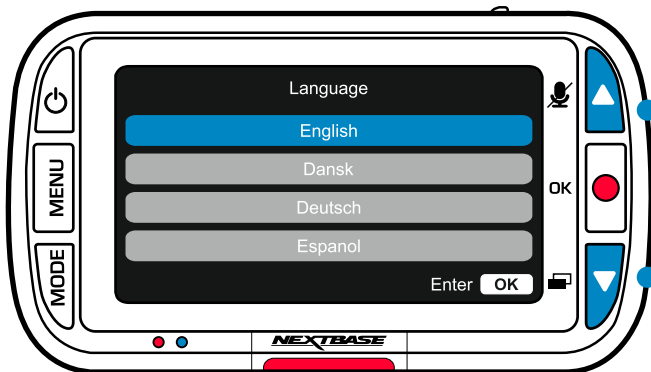 Language
English
Dansk
Deutsch
Espanol
Enter OK
MENU
MODE
OK
NEXTBASE